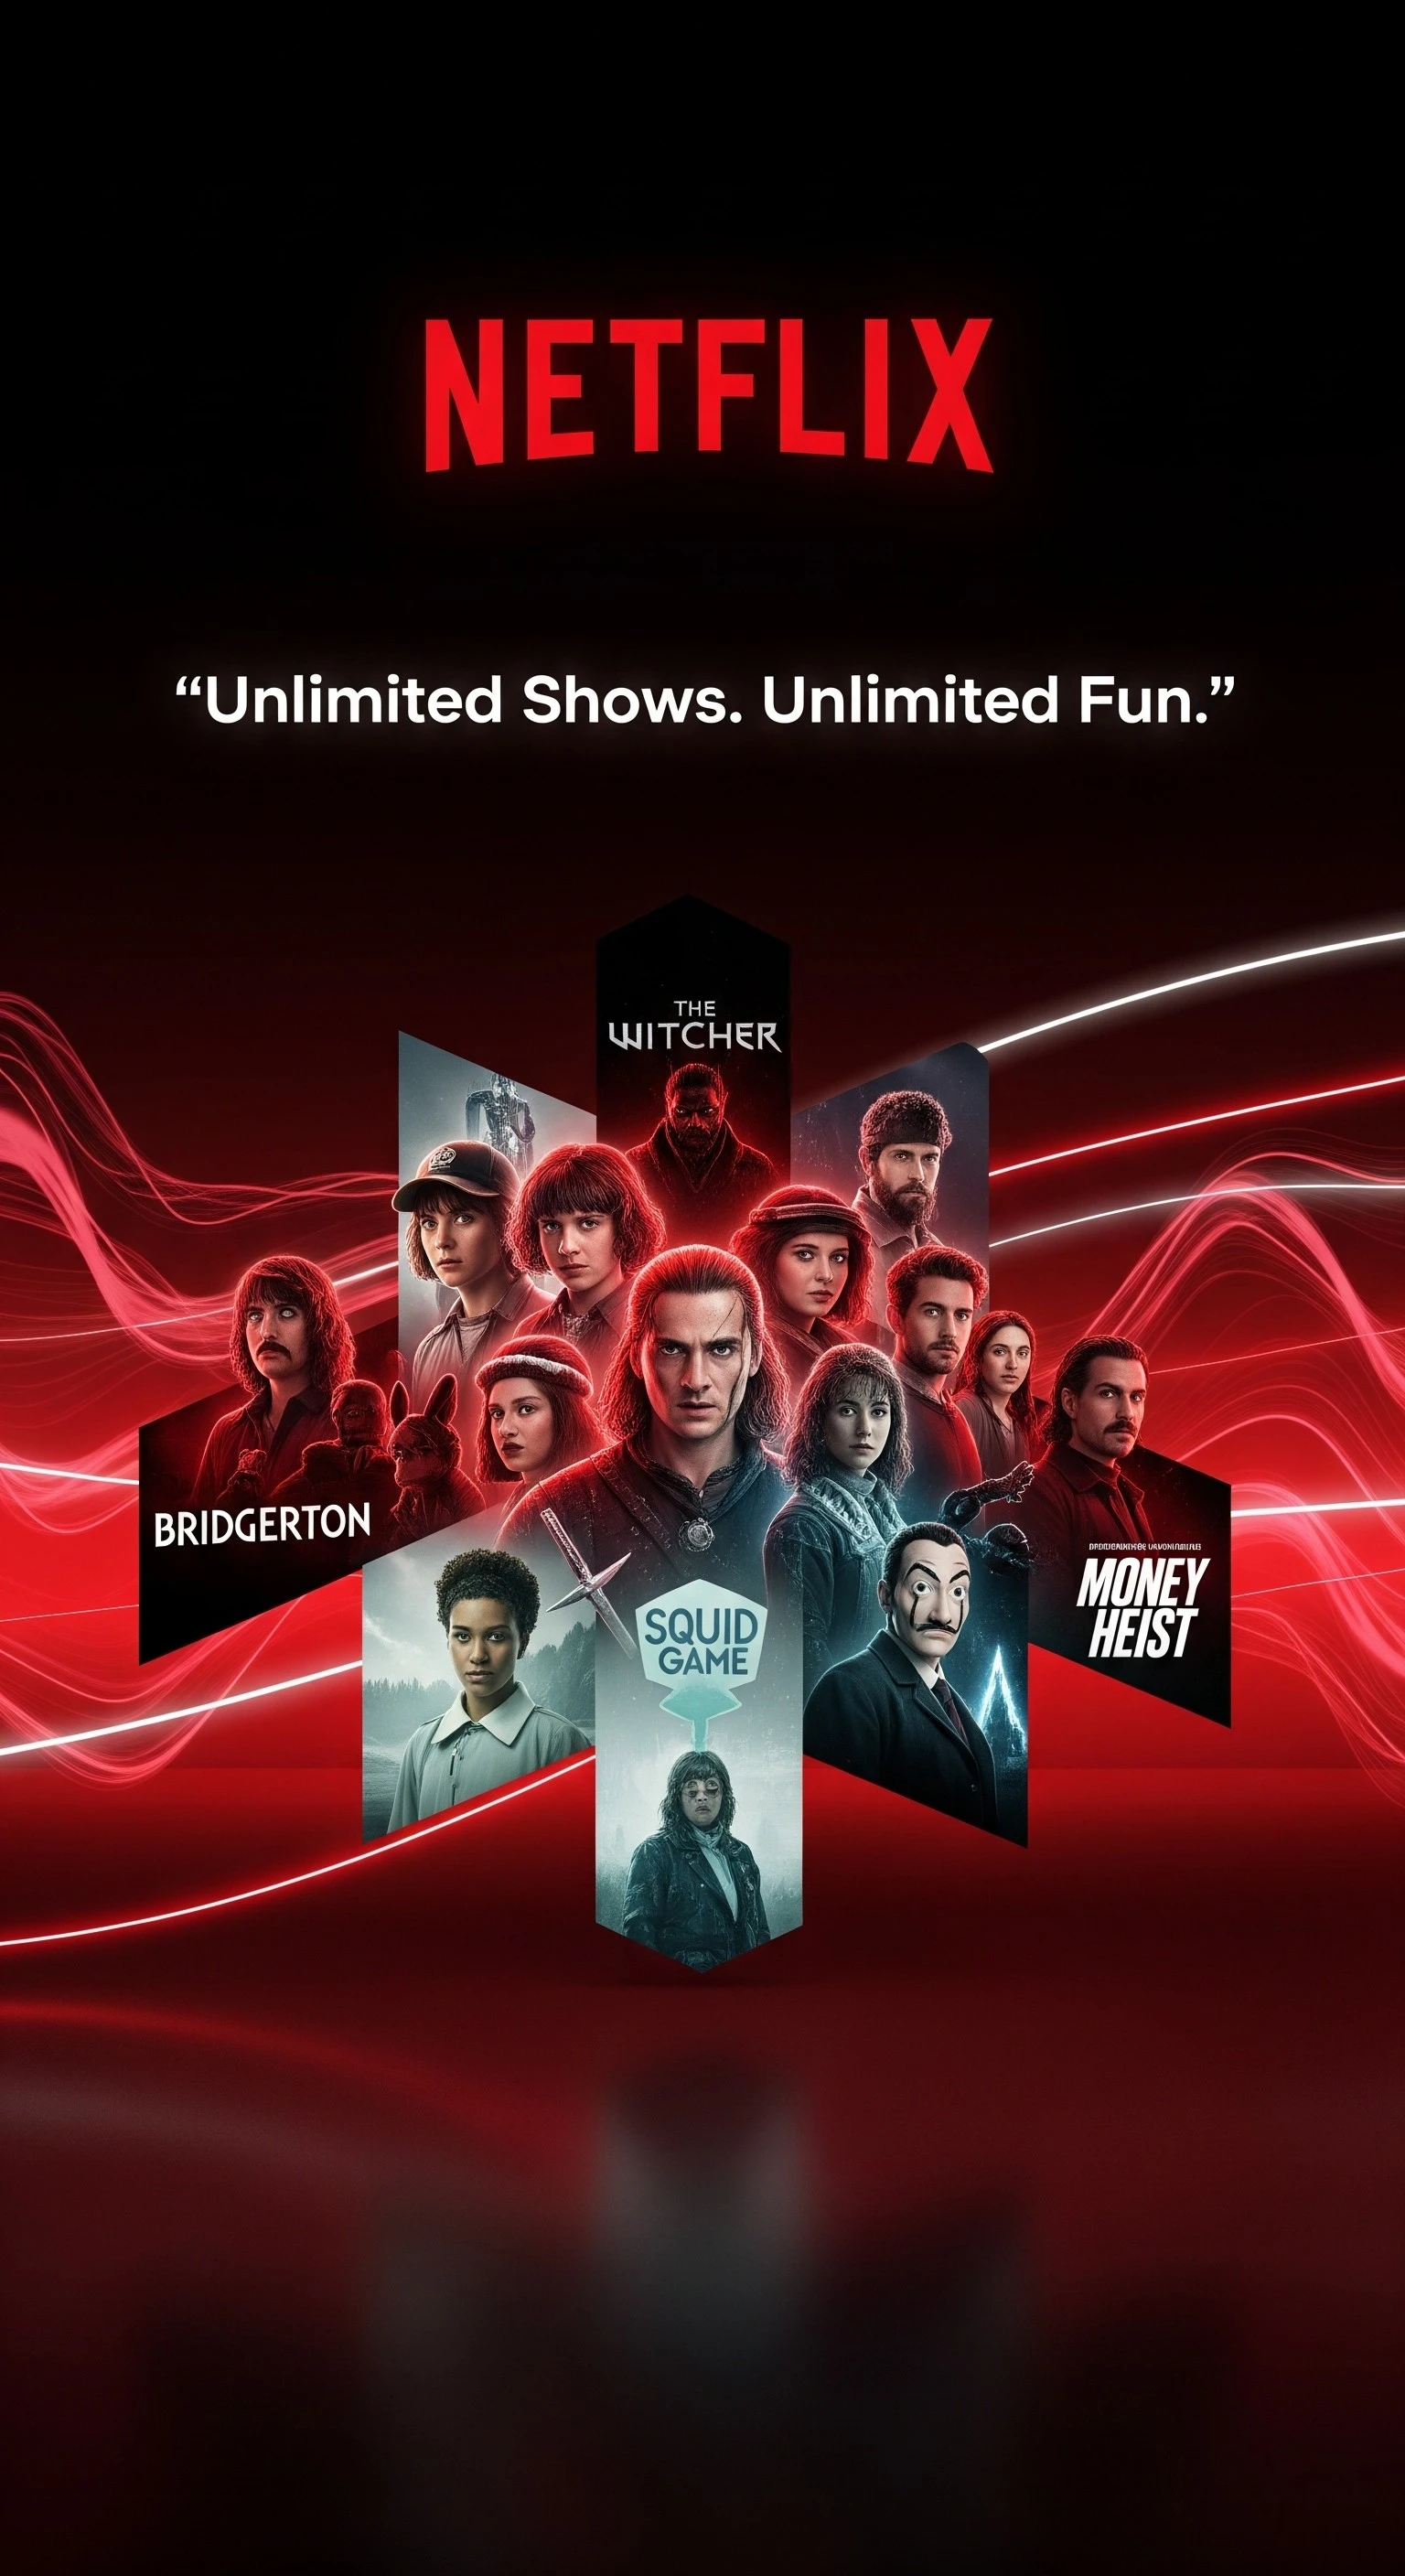 NETFLIX
“Unlimited Shows. Unlimited Fun.”
THE
WITCHER
BRIDGERTON
MONEY
HEIST
SQUID
GAME